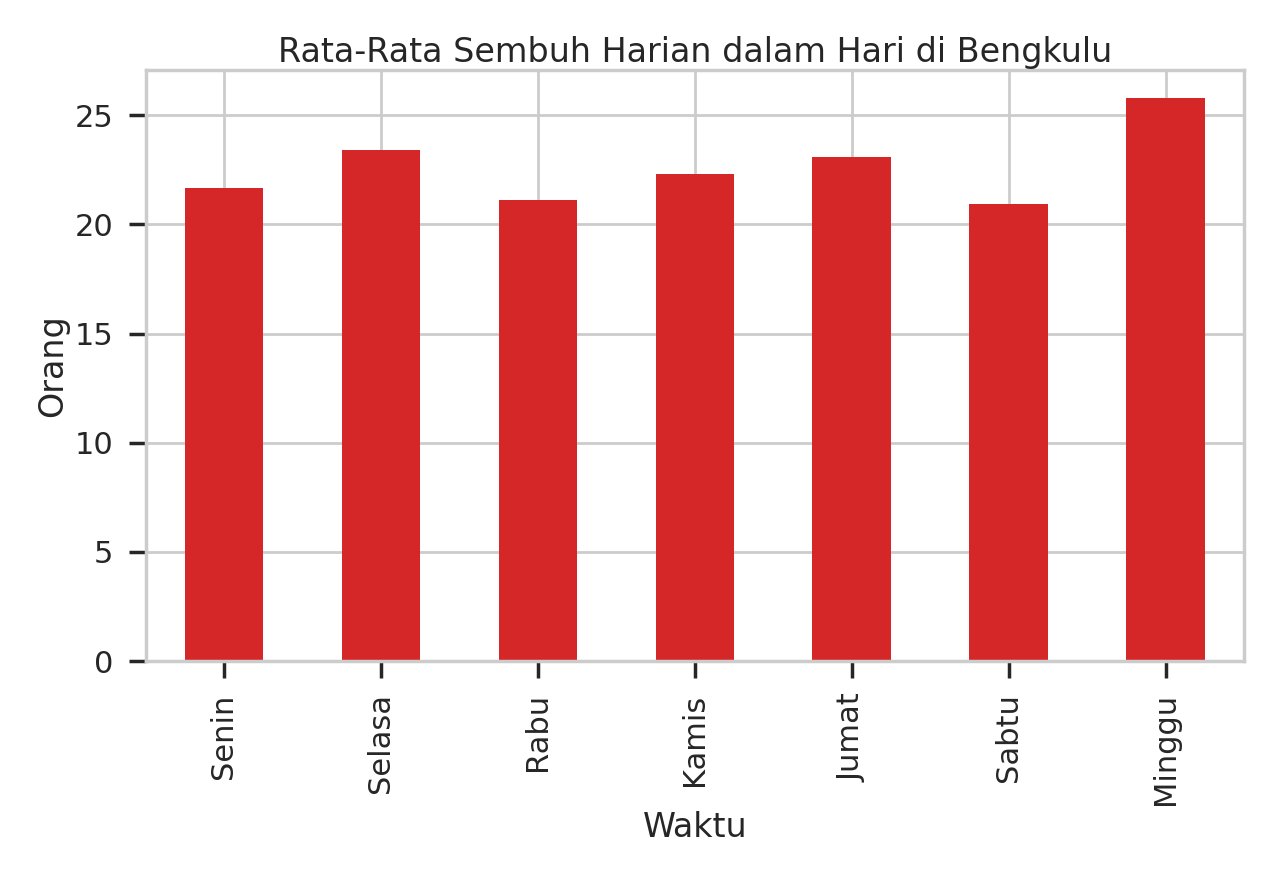 Rata-Rata Sembuh Harian dalam Hari di Bengkulu
Orang
25
20
15
10
5
0
Senin
Selasa
Rabu
Kamis
Jumat
Sabtu
Minggu
Waktu